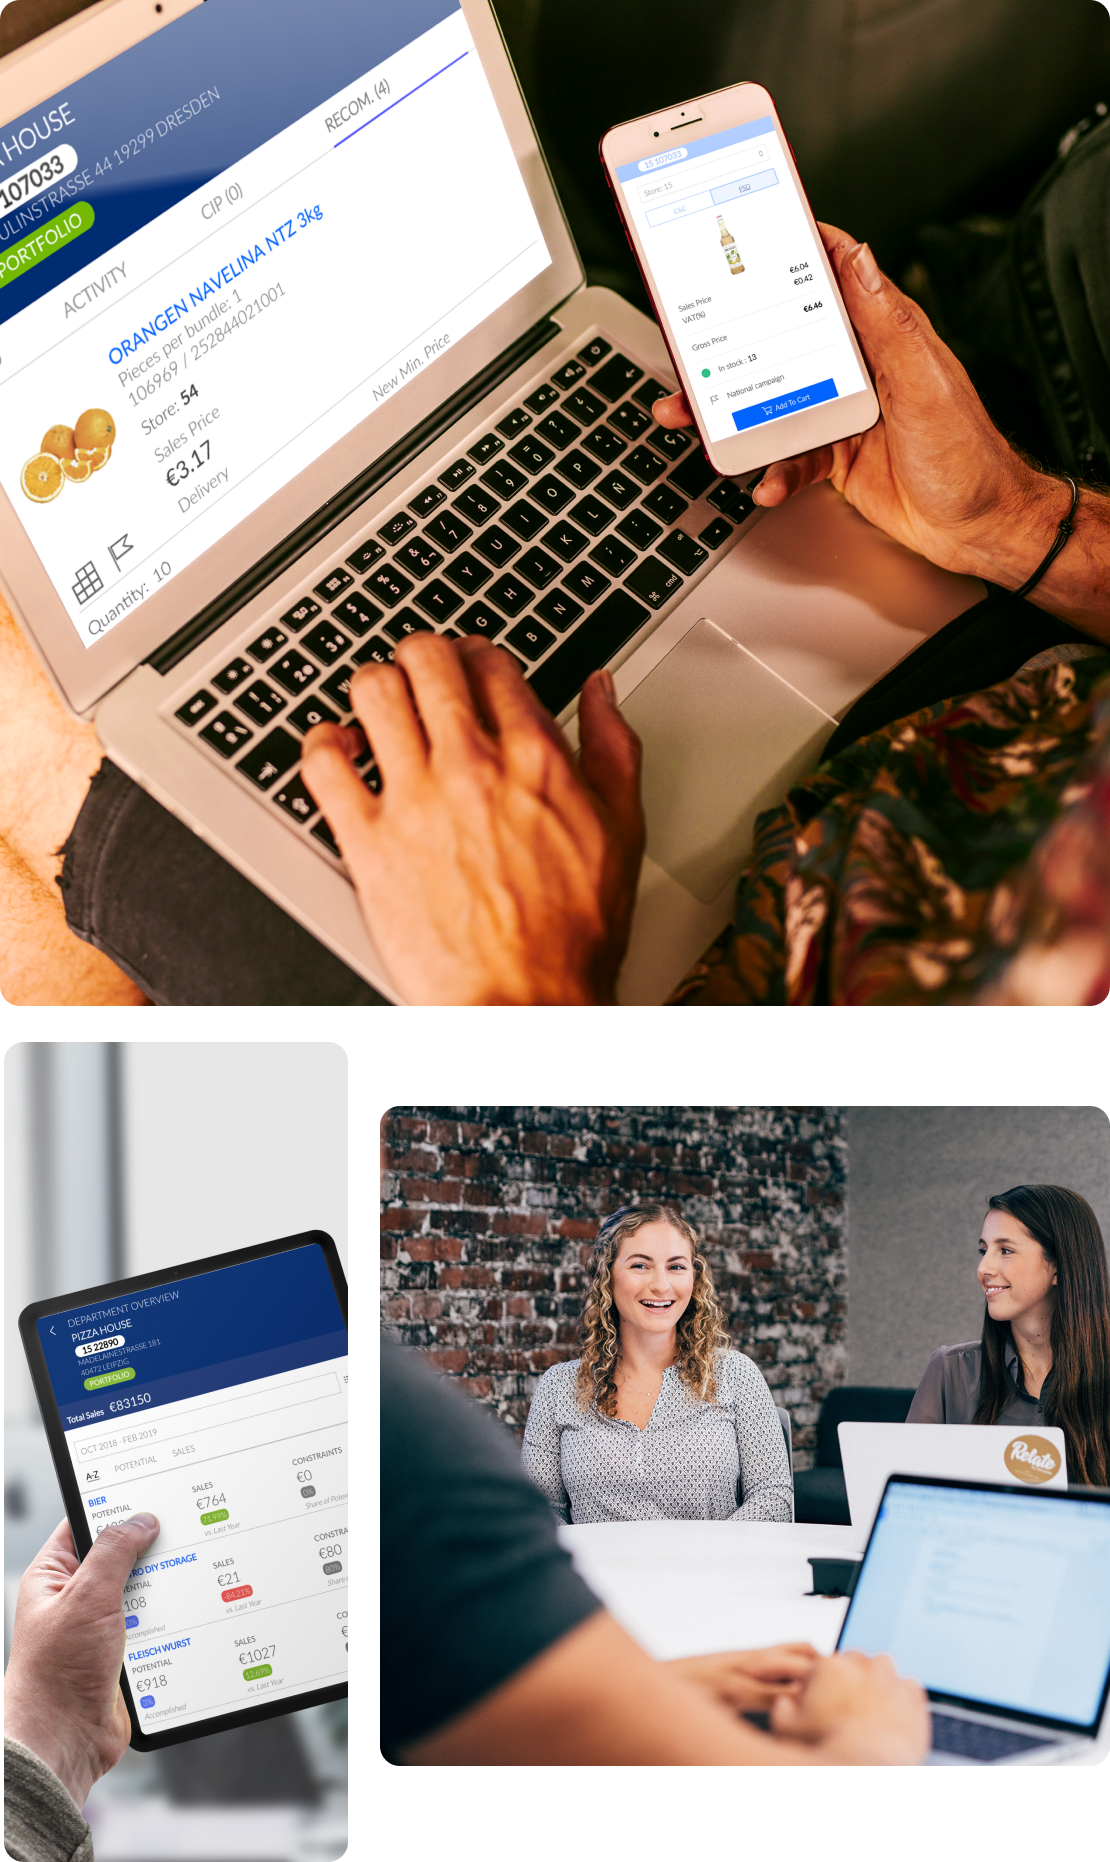 HOUSE
107033
ULINSTRASSE 44 19299 DRESDEN
PORTFOLIO
ACTIVITY
CIP (0)
RECOM. (4)
ORANGEN NAVELINA NTZ 3kg
Pieces per bundle: 1
106969 / 252844021001
Store: 54
Sales Price
€3.17
Delivery
New Min. Price
Quantity: 10
15 107033
Store: 15
C&C
FSD
Sales Price €6.04
VAT(%) €0.42
Gross Price €6.46
In stock : 13
National campaign
Add To Cart
DEPARTMENT OVERVIEW
PIZZA HOUSE
15 22890
MADELAINESTRASSE 181
40472 LEIPZIG
PORTFOLIO
Total Sales €83150
OCT 2018 - FEB 2019
A-Z POTENTIAL SALES
BIER
POTENTIAL SALES CONSTRAINTS
€764 €0
71.99% 0%
vs. Last Year Share of Poten
RO DIY STORAGE
ENTIAL SALES CONSTRA
108 €21 €80
-84.21% 80%
Accomplished vs. Last Year Share
FLEISCH WURST
POTENTIAL SALES CO
€918 €1027 €
3% 12.69%
Accomplished vs. Last Year
Relate